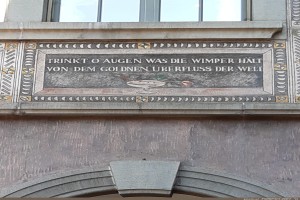 TRINKT O AUGEN WAS DIE WIMPER HÄLT
VON DEM GOLDNEN ÜBERFLUSS DER WELT